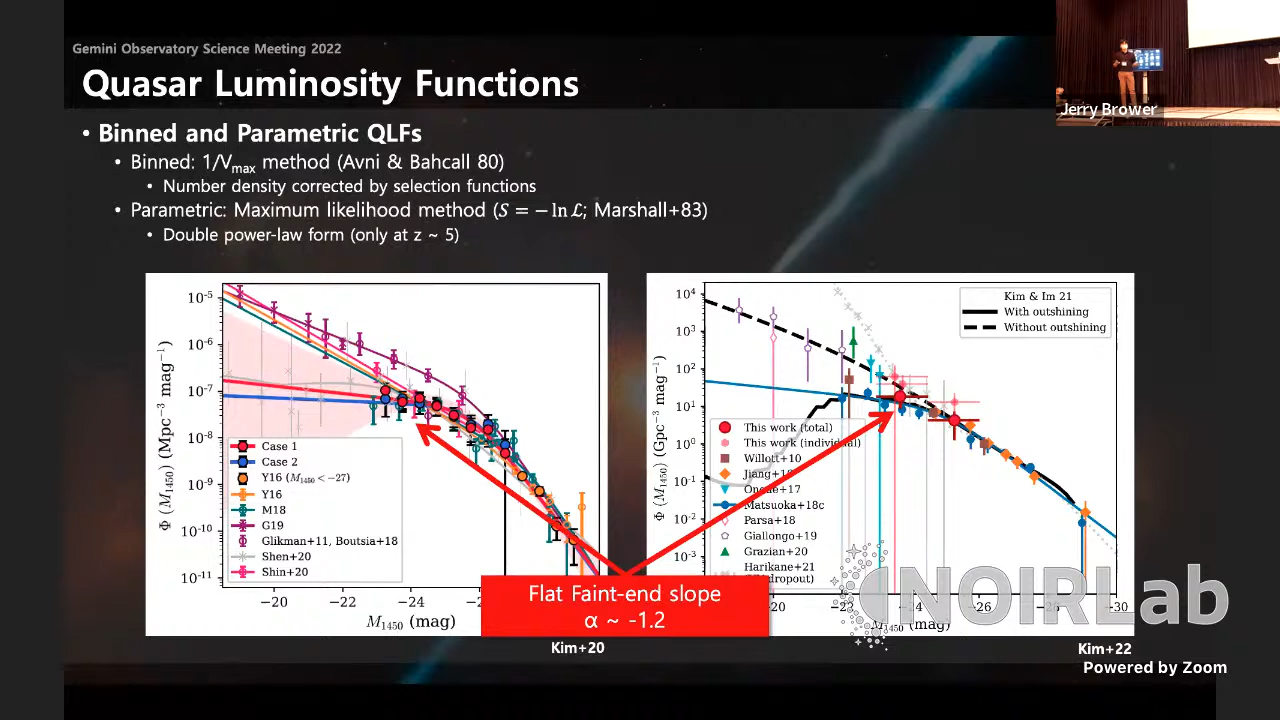 Gemini Observatory Science Meeting 2022
Quasar Luminosity Functions
Jerry Brower
• Binned and Parametric QLFs
• Binned: 1/Vmax method (Avni & Bahcall 80)
• Number density corrected by selection functions
• Parametric: Maximum likelihood method (S = − ln ℒ; Marshall+83)
• Double power-law form (only at z ~ 5)
10⁻⁵
10⁻⁶
10⁻⁷
10⁻⁸
10⁻⁹
10⁻¹⁰
10⁻¹¹
Φ (M1450) (Mpc⁻³ mag⁻¹)
Case 1
Case 2
Y16 (M1450 < −27)
Y16
M18
G19
Glikman+11, Boutsia+18
Shen+20
Shin+20
−20
−22
−24
M1450 (mag)
Kim+20
10⁴
10³
10²
10¹
10⁰
10⁻¹
10⁻²
10⁻³
Φ (M1450) (Gpc⁻³ mag⁻¹)
Kim & Im 21
With outshining
Without outshining
This work (total)
This work (individual)
Willott+10
Jiang+
Matsuoka+18c
Parsa+18
Giallongo+19
Grazian+20
Harikane+21
dropout)
−22
−24
−26
−28
−30
M1450 (mag)
Flat Faint-end slope
α ~ -1.2
NOIRLab
Kim+22
Powered by Zoom